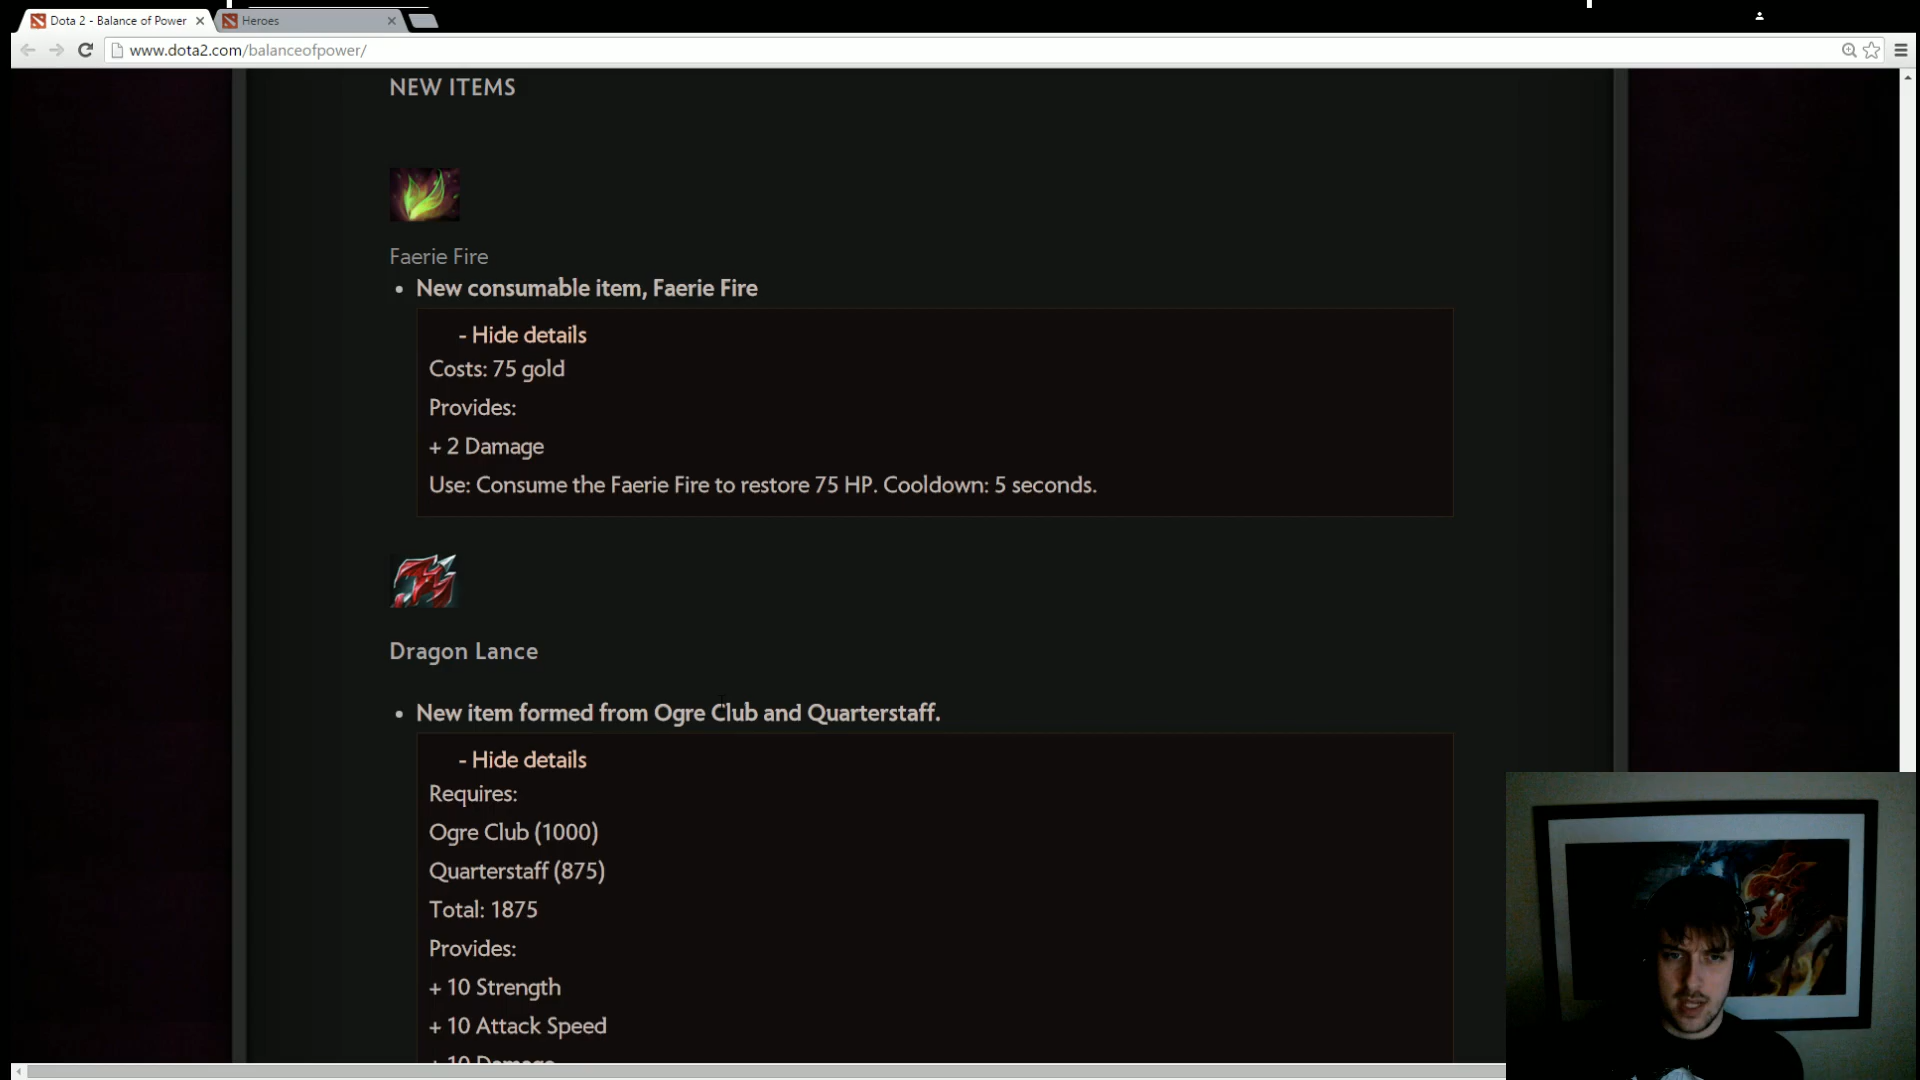 Dota 2 - Balance of Power
Heroes
www.dota2.com/balanceofpower/
NEW ITEMS
Faerie Fire
• New consumable item, Faerie Fire
- Hide details
Costs: 75 gold
Provides:
+ 2 Damage
Use: Consume the Faerie Fire to restore 75 HP. Cooldown: 5 seconds.
Dragon Lance
• New item formed from Ogre Club and Quarterstaff.
- Hide details
Requires:
Ogre Club (1000)
Quarterstaff (875)
Total: 1875
Provides:
+ 10 Strength
+ 10 Attack Speed
+ 10 Damage